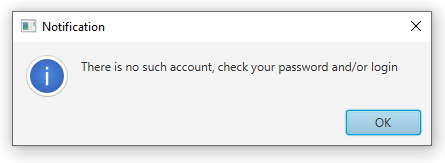 Notification
There is no such account, check your password and/or login
OK